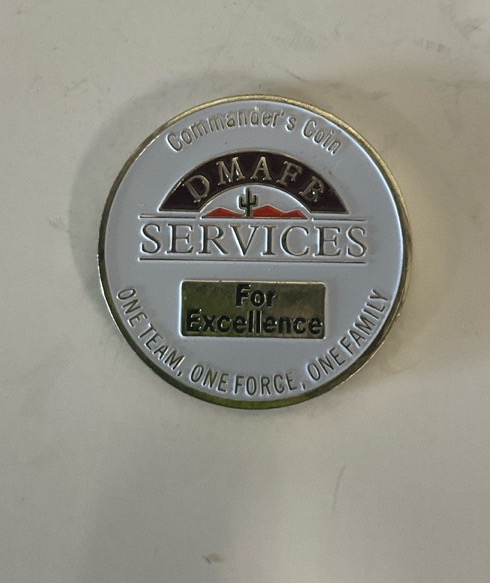 Commander's Coin
DMAFB
SERVICES
For
Excellence
ONE TEAM, ONE FORCE, ONE FAMILY